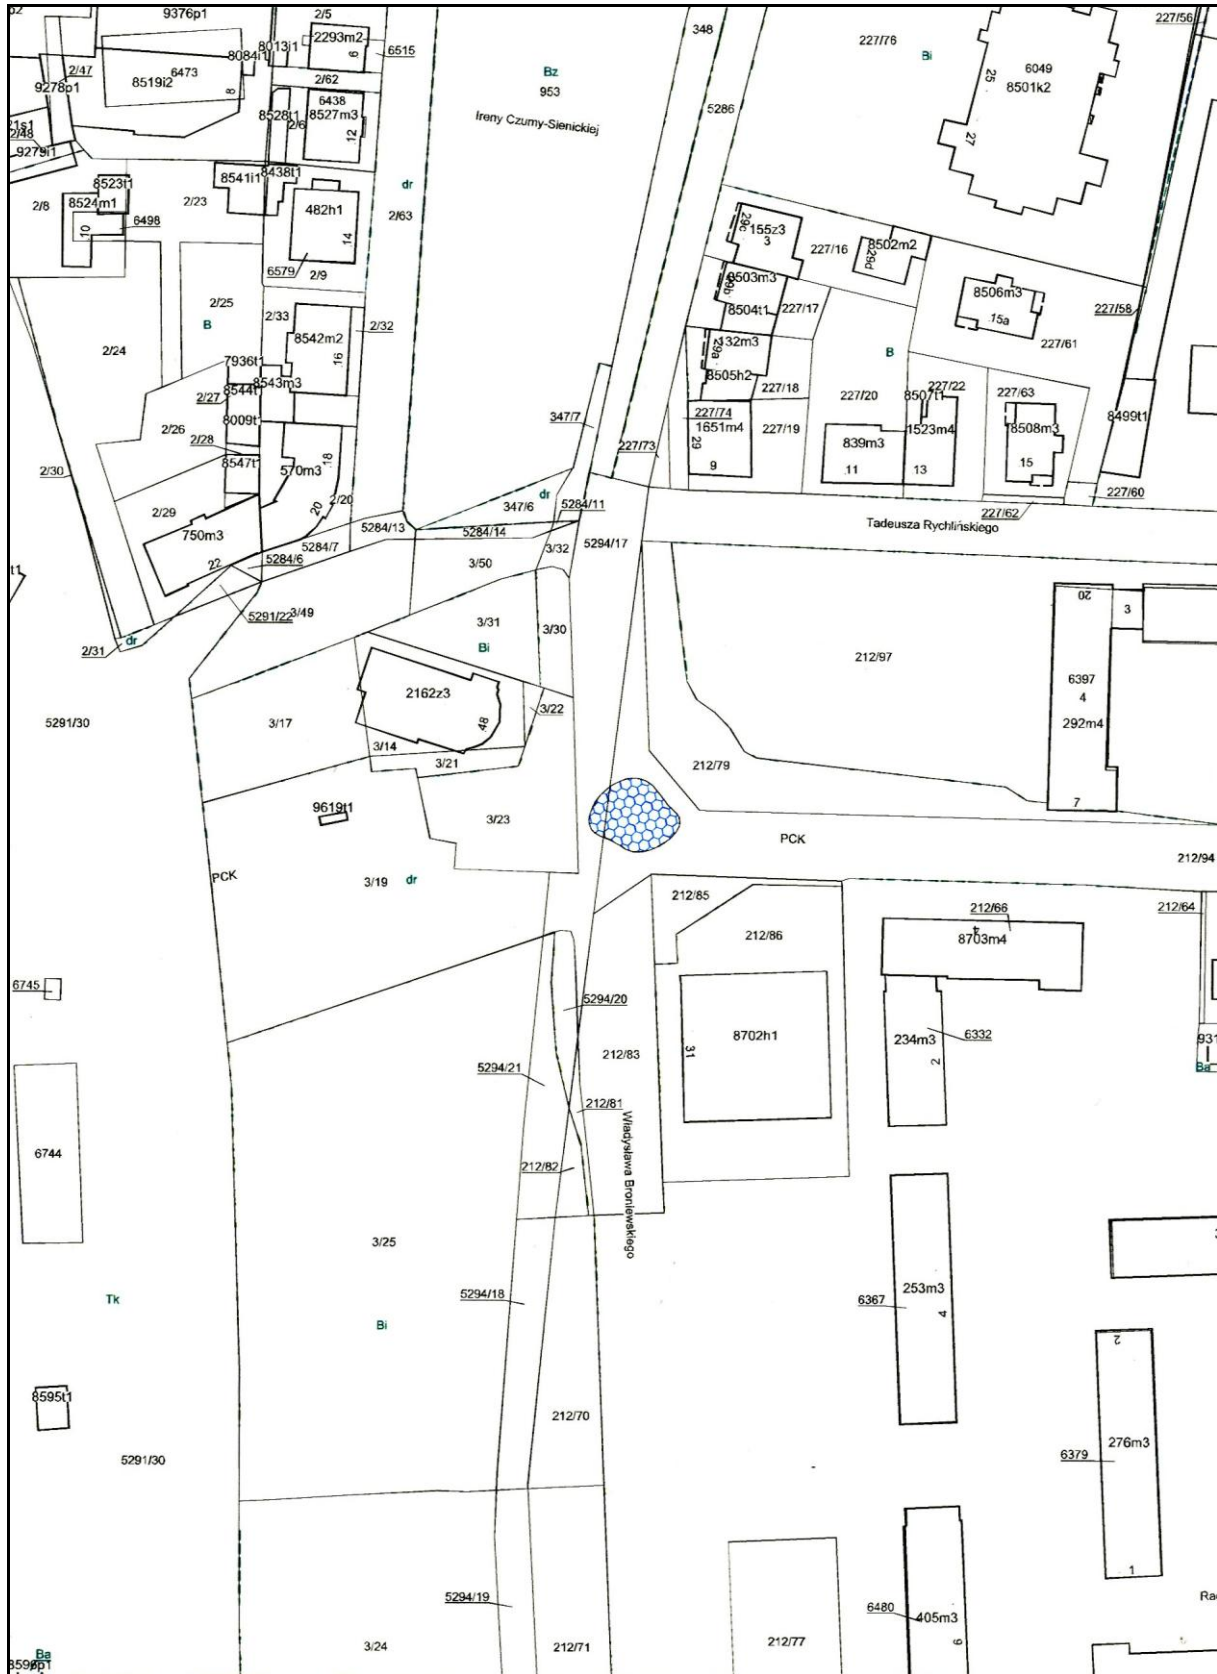 9376p1
2/5
2293m2
6
6515
348
227/76
Bi
227/56
8013i1
8084i1
2/47
9278p1
6473
8519i2
8
2/62
Bz
953
Ireny Czumy-Sienickiej
5286
25
6049
8501k2
27
6438
8527m3
8528t1
2/6
12
2/48
9279i1
8523t1
8524m1
10
6498
2/8
2/23
8541i1
8438t1
482h1
14
6579
2/9
dr
2/63
29c
155z3
3
227/16
8502m2
29d
8503m3
29b
8504t1
227/17
8506m3
15a
227/58
227/61
2/25
B
2/33
2/32
8542m2
16
2/24
7936t1
8543m3
8544t1
2/27
8009t1
2/26
2/28
8547t1
570m3
18
20
2/20
2/30
2/29
750m3
22
29a
132m3
8505h2
B
227/18
227/20
227/22
8507t1
227/63
227/74
1651m4
29
9
227/19
839m3
11
1523m4
13
8508m3
15
8499t1
347/7
227/73
227/60
227/62
Tadeusza Rychlińskiego
dr
347/6
5284/11
5284/13
5284/14
5284/7
5284/6
3/50
3/32
5294/17
5291/22
3/49
2/31
dr
3/31
Bi
3/30
212/97
20
3
6397
4
292m4
7
5291/30
3/17
2162z3
48
3/22
3/14
3/21
212/79
9619t1
3/23
PCK
212/94
PCK
3/19
dr
212/85
212/86
212/66
4
8703m4
212/64
6745
5294/20
8702h1
31
234m3
6332
2
212/83
5294/21
212/81
Ba
6744
212/82
Władysława Broniewskiego
3/25
Tk
Bi
5294/18
6367
253m3
4
2
8595t1
212/70
5291/30
6379
276m3
1
5294/19
6480
405m3
6
Ba
3/24
212/71
212/77